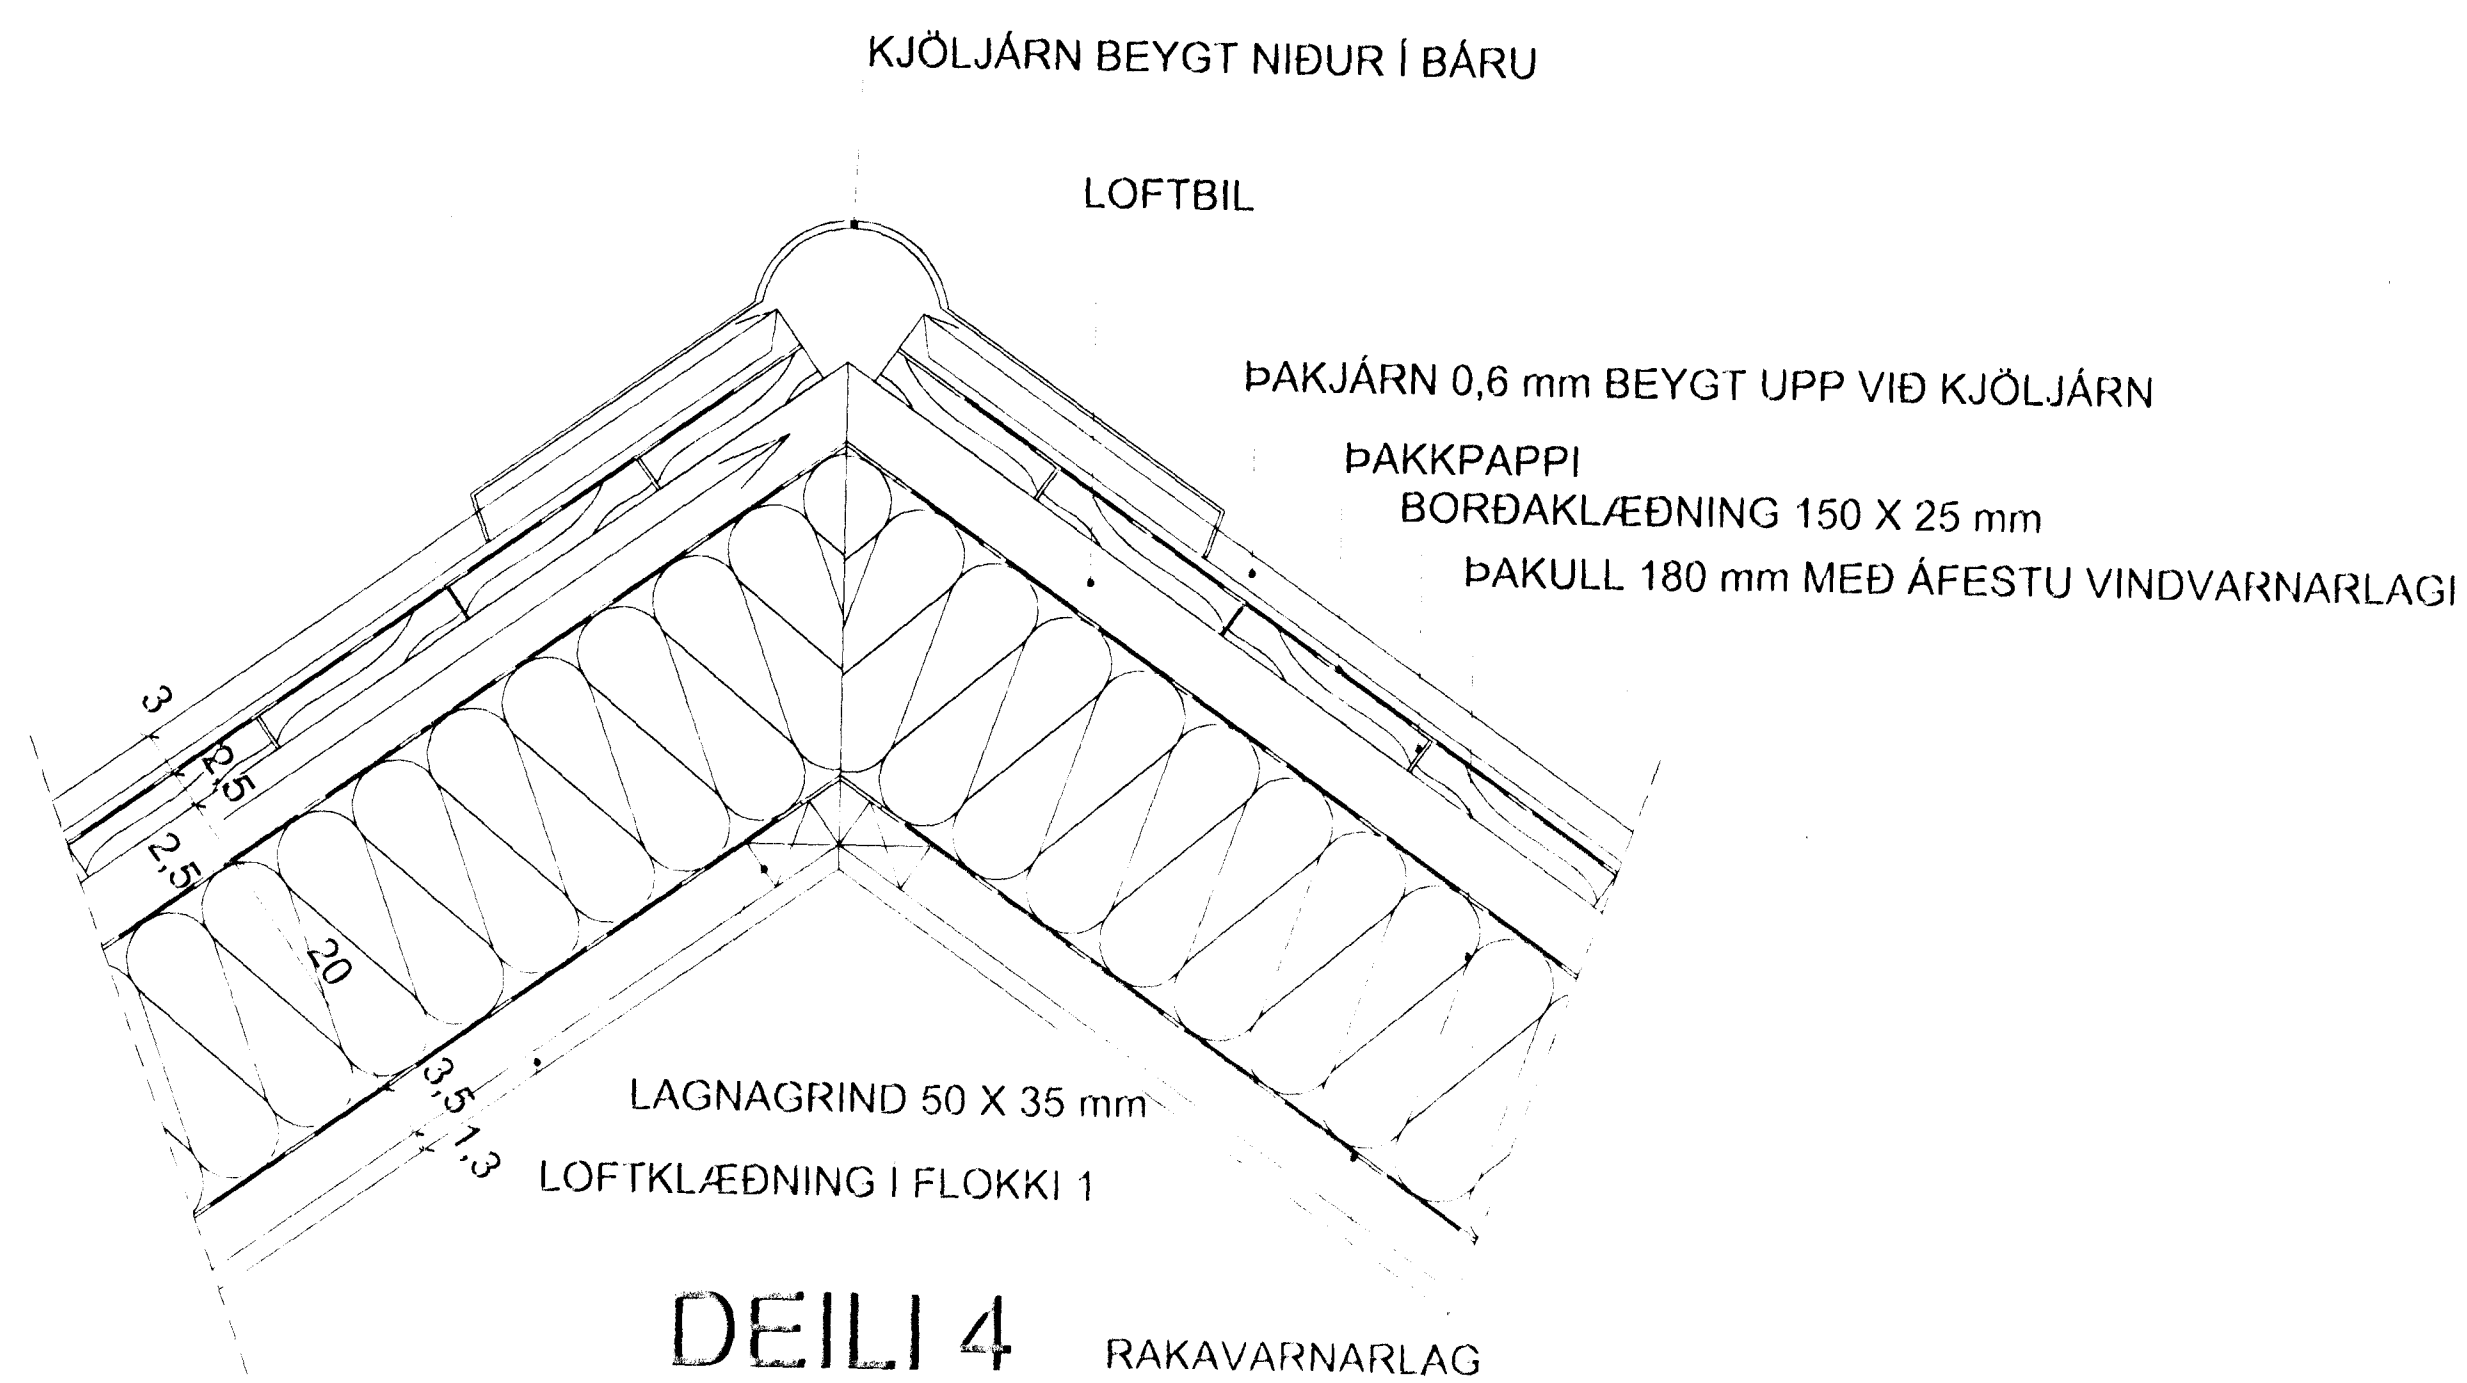 KJÖLJÁRN BEYGT NIÐUR Í BÁRU
LOFTBIL
ÞAKJÁRN 0,6 mm BEYGT UPP VIÐ KJÖLJÁRN
ÞAKKPAPPI
BORÐAKLÆÐNING 150 X 25 mm
ÞAKULL 180 mm MEÐ ÁFESTU VINDVARNARLAGI
3
2,5
2,5
20
3,5
1,3
LAGNAGRIND 50 X 35 mm
LOFTKLÆÐNING Í FLOKKI 1
DEILI 4
RAKAVARNARLAG